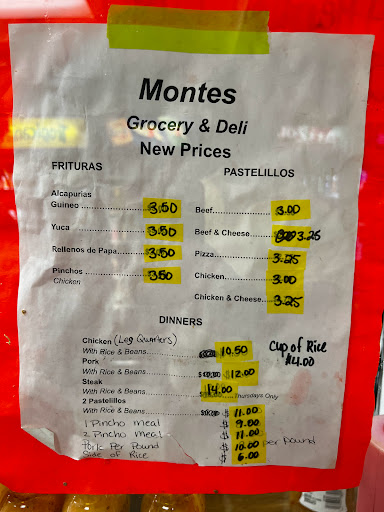 Montes
Grocery & Deli
New Prices
FRITURAS
Alcapurias
Guineo 3.50
Yuca 3.50
Rellenos de Papa 3.50
Pinchos 3.50
Chicken
PASTELILLOS
Beef 3.00
Beef & Cheese 3.25
Pizza 3.25
Chicken 3.00
Chicken & Cheese 3.25
DINNERS
Chicken (Leg Quarters)
With Rice & Beans 10.50
Pork
With Rice & Beans 12.00
Steak
With Rice & Beans 14.00 Thursdays Only
2 Pastelillos
With Rice & Beans $ 11.00
1 Pincho meal $ 9.00
2 Pincho Meal $ 11.00
Pork Per Pound $ 10.00 per pound
Side of Rice $ 6.00
Cup of Rice
$4.00